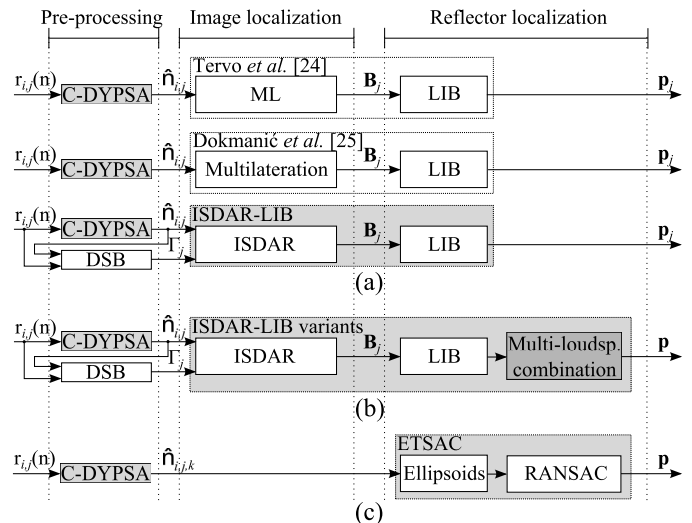 Pre-processing Image localization Reflector localization
Tervo et al. [24]
r_{i,j}(n) C-DYPSA n̂_{i,j} ML B_j LIB p_j
Dokmanić et al. [25]
r_{i,j}(n) C-DYPSA n̂_{i,j} Multilateration B_j LIB p_j
ISDAR-LIB
r_{i,j}(n) C-DYPSA n̂_{i,j} ISDAR B_j LIB p_j
DSB Γ_j
(a)
ISDAR-LIB variants
r_{i,j}(n) C-DYPSA n̂_{i,j} ISDAR B_j LIB Multi-loudsp. p
DSB Γ_j combination
(b)
ETSAC
r_{i,j}(n) C-DYPSA n̂_{i,j,k} Ellipsoids RANSAC p
(c)